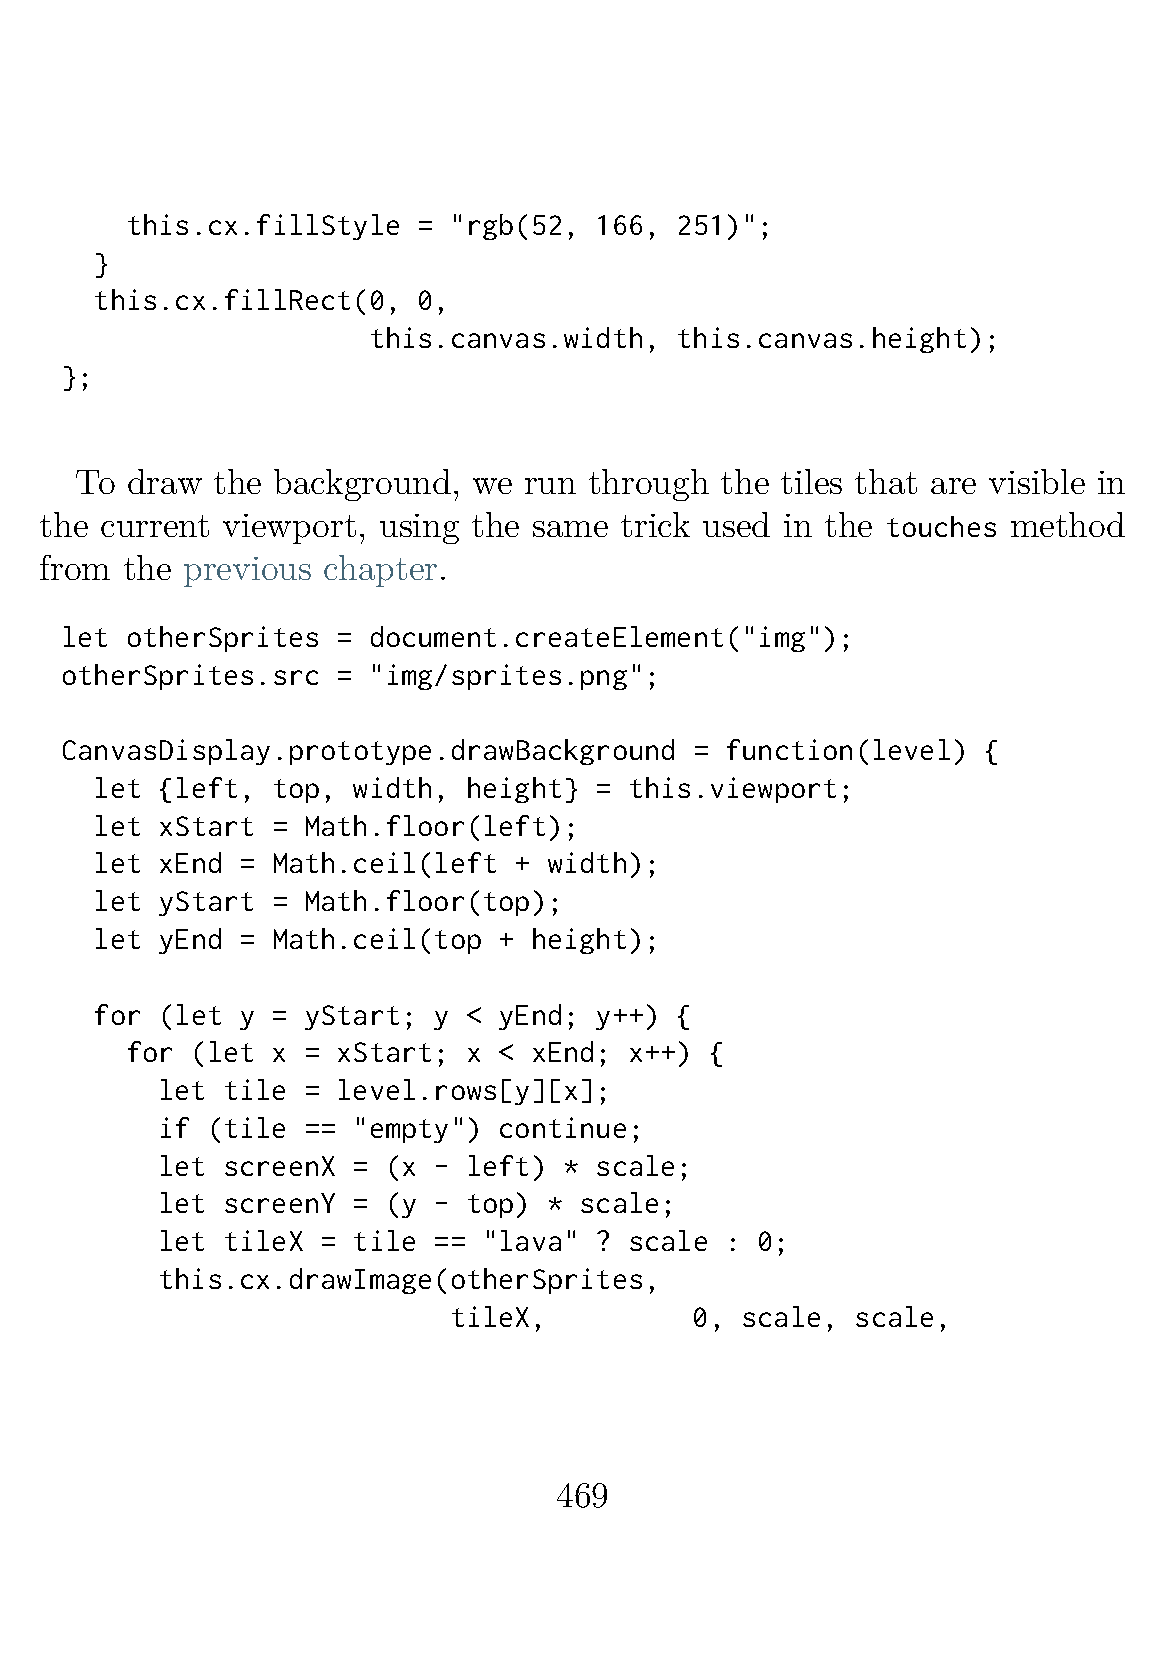 this.cx.fillStyle = "rgb(52, 166, 251)";
  }
  this.cx.fillRect(0, 0,
                   this.canvas.width, this.canvas.height);
};
To draw the background, we run through the tiles that are visible in
the current viewport, using the same trick used in the touches method
from the previous chapter.
let otherSprites = document.createElement("img");
otherSprites.src = "img/sprites.png";

CanvasDisplay.prototype.drawBackground = function(level) {
  let {left, top, width, height} = this.viewport;
  let xStart = Math.floor(left);
  let xEnd = Math.ceil(left + width);
  let yStart = Math.floor(top);
  let yEnd = Math.ceil(top + height);

  for (let y = yStart; y < yEnd; y++) {
    for (let x = xStart; x < xEnd; x++) {
      let tile = level.rows[y][x];
      if (tile == "empty") continue;
      let screenX = (x - left) * scale;
      let screenY = (y - top) * scale;
      let tileX = tile == "lava" ? scale : 0;
      this.cx.drawImage(otherSprites,
                        tileX,         0, scale, scale,
469